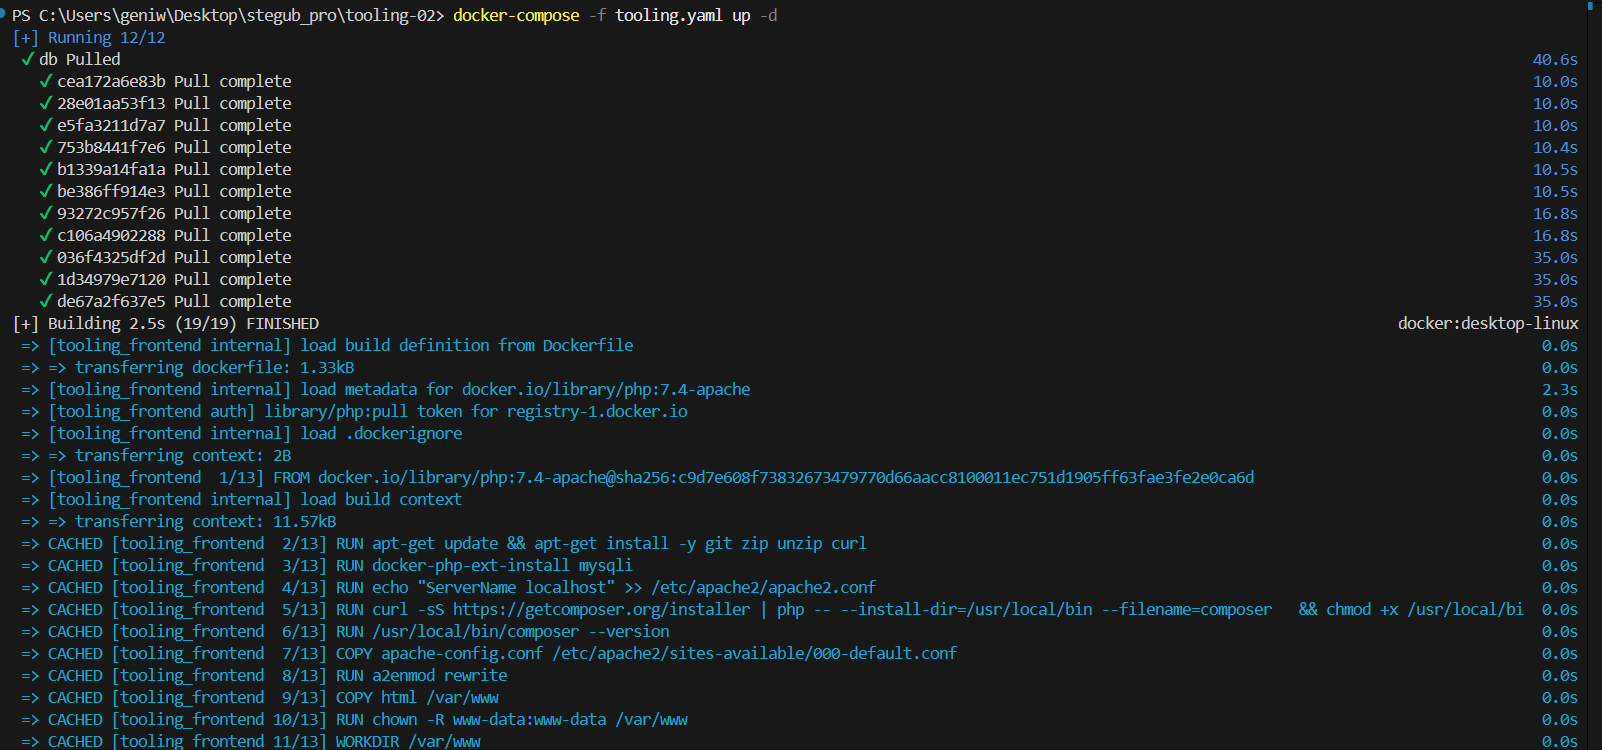 PS C:\Users\geniw\Desktop\stegub_pro\tooling-02> docker-compose -f tooling.yaml up -d
[+] Running 12/12
✓ db Pulled 40.6s
✓ cea172a6e83b Pull complete 10.0s
✓ 28e01aa53f13 Pull complete 10.0s
✓ e5fa3211d7a7 Pull complete 10.0s
✓ 753b8441f7e6 Pull complete 10.4s
✓ b1339a14fa1a Pull complete 10.5s
✓ be386ff914e3 Pull complete 10.5s
✓ 93272c957f26 Pull complete 16.8s
✓ c106a4902288 Pull complete 16.8s
✓ 036f4325df2d Pull complete 35.0s
✓ 1d34979e7120 Pull complete 35.0s
✓ de67a2f637e5 Pull complete 35.0s
[+] Building 2.5s (19/19) FINISHED docker:desktop-linux
=> [tooling_frontend internal] load build definition from Dockerfile 0.0s
=> => transferring dockerfile: 1.33kB 0.0s
=> [tooling_frontend internal] load metadata for docker.io/library/php:7.4-apache 2.3s
=> [tooling_frontend auth] library/php:pull token for registry-1.docker.io 0.0s
=> [tooling_frontend internal] load .dockerignore 0.0s
=> => transferring context: 2B 0.0s
=> [tooling_frontend  1/13] FROM docker.io/library/php:7.4-apache@sha256:c9d7e608f73832673479770d66aacc8100011ec751d1905ff63fae3fe2e0ca6d 0.0s
=> [tooling_frontend internal] load build context 0.0s
=> => transferring context: 11.57kB 0.0s
=> CACHED [tooling_frontend  2/13] RUN apt-get update && apt-get install -y git zip unzip curl 0.0s
=> CACHED [tooling_frontend  3/13] RUN docker-php-ext-install mysqli 0.0s
=> CACHED [tooling_frontend  4/13] RUN echo "ServerName localhost" >> /etc/apache2/apache2.conf 0.0s
=> CACHED [tooling_frontend  5/13] RUN curl -sS https://getcomposer.org/installer | php -- --install-dir=/usr/local/bin --filename=composer   && chmod +x /usr/local/bi 0.0s
=> CACHED [tooling_frontend  6/13] RUN /usr/local/bin/composer --version 0.0s
=> CACHED [tooling_frontend  7/13] COPY apache-config.conf /etc/apache2/sites-available/000-default.conf 0.0s
=> CACHED [tooling_frontend  8/13] RUN a2enmod rewrite 0.0s
=> CACHED [tooling_frontend  9/13] COPY html /var/www 0.0s
=> CACHED [tooling_frontend 10/13] RUN chown -R www-data:www-data /var/www 0.0s
=> CACHED [tooling_frontend 11/13] WORKDIR /var/www 0.0s